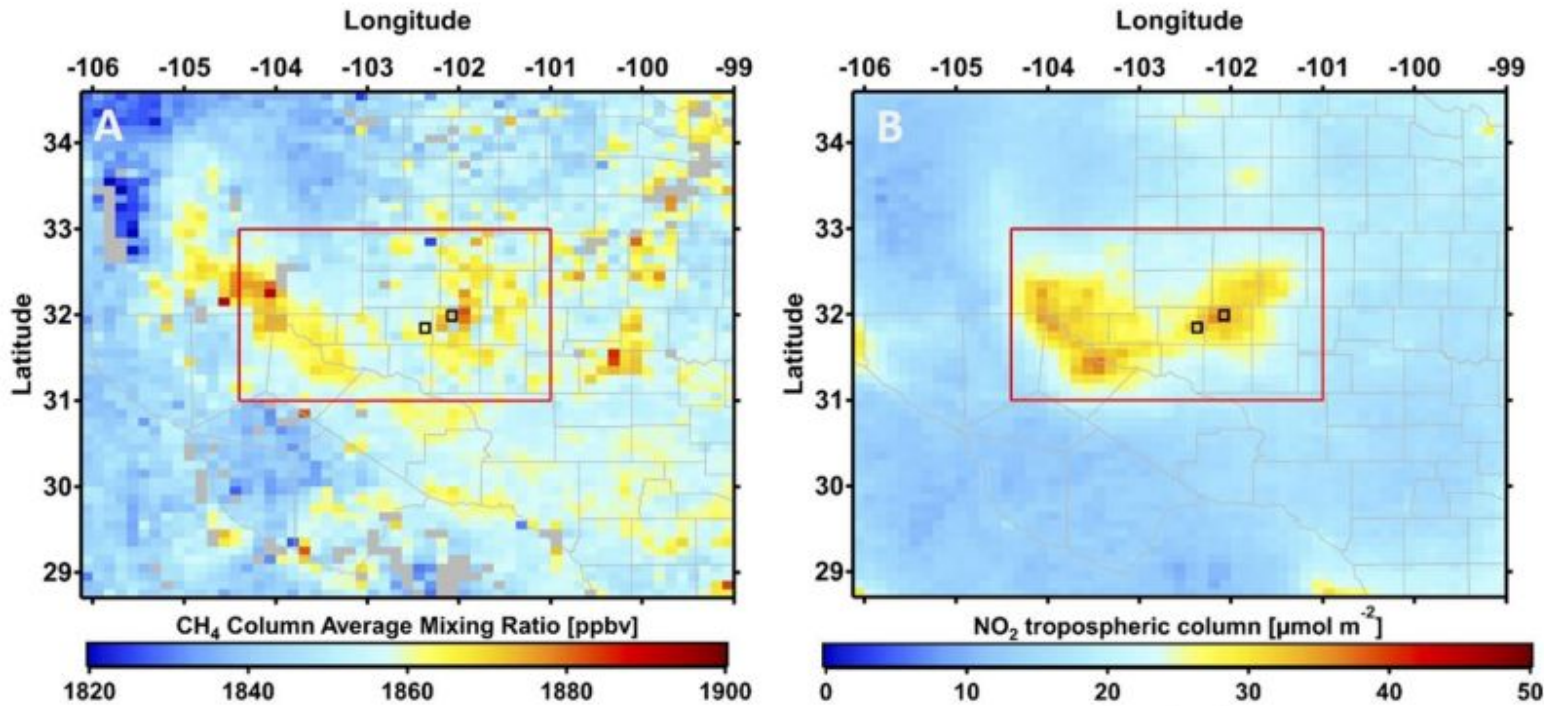 Longitude
-106 -105 -104 -103 -102 -101 -100 -99
A
34
33
32
31
30
29
Latitude
CH4 Column Average Mixing Ratio [ppbv]
1820 1840 1860 1880 1900
Longitude
-106 -105 -104 -103 -102 -101 -100 -99
B
34
33
32
31
30
29
Latitude
NO2 tropospheric column [µmol m-2]
0 10 20 30 40 50